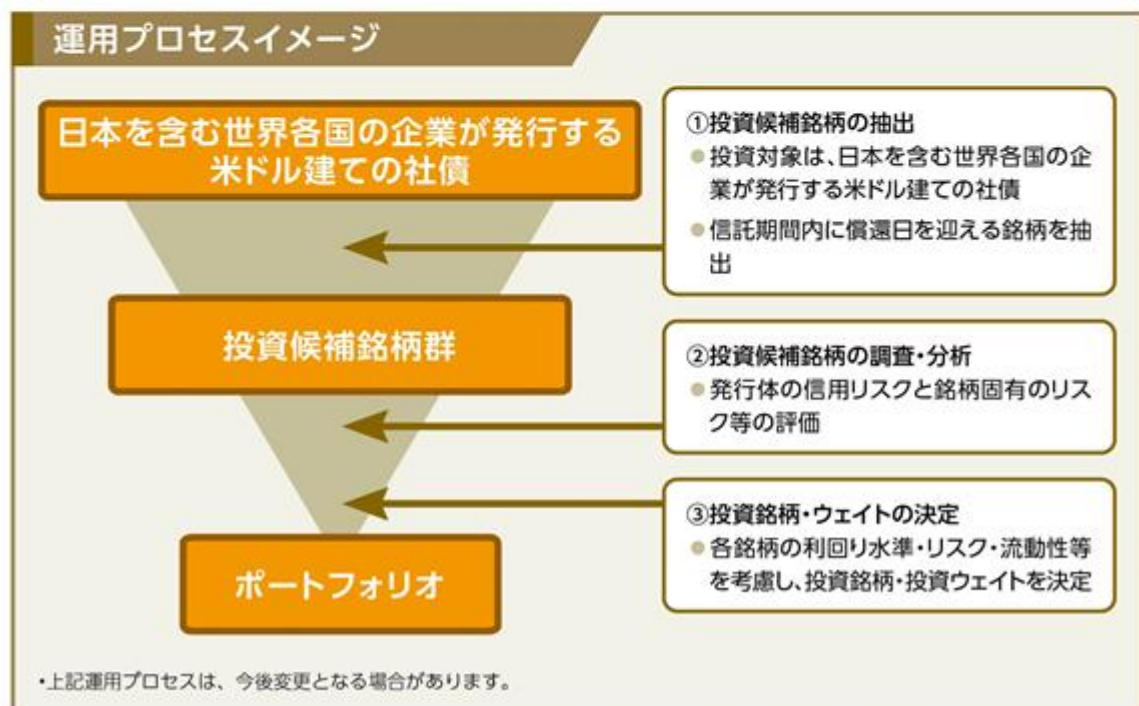 運用プロセスイメージ
日本を含む世界各国の企業が発行する
米ドル建ての社債
投資候補銘柄群
ポートフォリオ
①投資候補銘柄の抽出
●投資対象は、日本を含む世界各国の企
業が発行する米ドル建ての社債
●信託期間内に償還日を迎える銘柄を抽
出
②投資候補銘柄の調査・分析
●発行体の信用リスクと銘柄固有のリス
ク等の評価
③投資銘柄・ウェイトの決定
●各銘柄の利回り水準・リスク・流動性等
を考慮し、投資銘柄・投資ウェイトを決定
・上記運用プロセスは、今後変更となる場合があります。